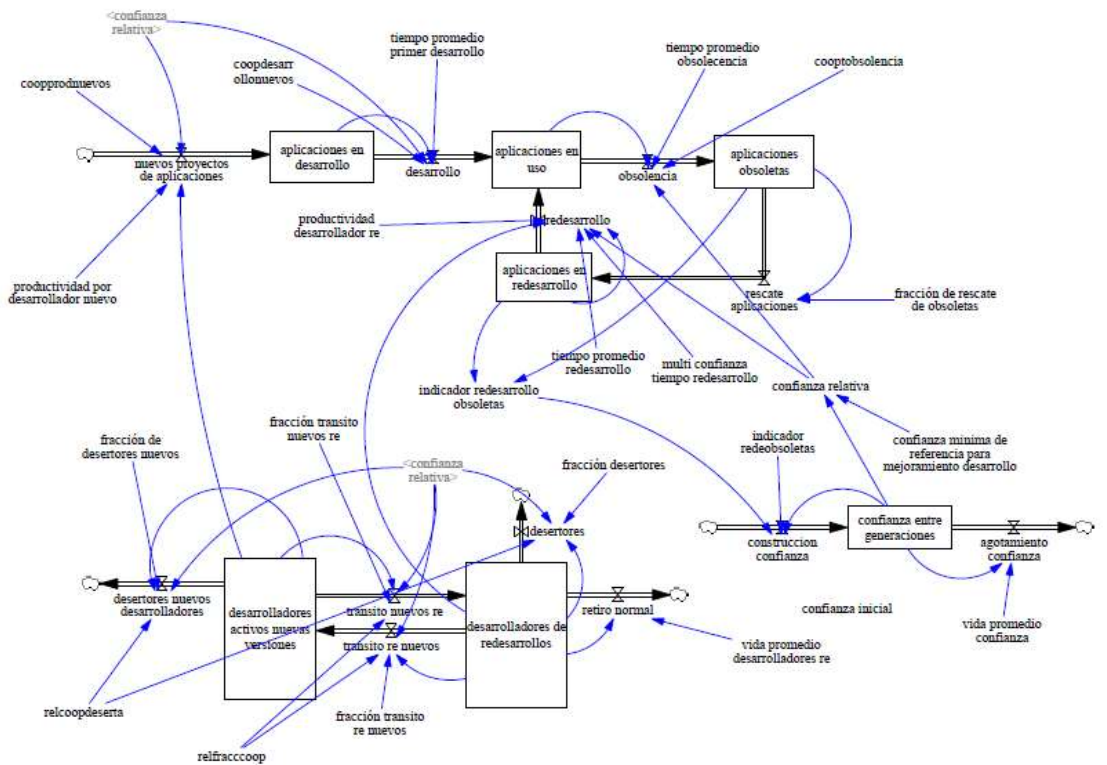 <confianza
relativa>
tiempo promedio
primer desarrollo
tiempo promedio
obsolecencia
cooptobsolencia
coopprodnuevos
coopdesarr
ollonuevos
aplicaciones en
desarrollo
aplicaciones en
uso
aplicaciones
obsoletas
nuevos proyectos
de aplicaciones
desarrollo
obsolencia
productividad
desarrollador re
redesarrollo
aplicaciones en
redesarrollo
productividad por
desarrollador nuevo
rescate
aplicaciones
fracción de rescate
de obsoletas
tiempo promedio
redesarrollo
multi confianza
tiempo redesarrollo
confianza relativa
indicador redesarrollo
obsoletas
fracción transito
nuevos re
fracción de
desertores nuevos
<confianza
relativa>
fracción desertores
indicador
redeobsoletas
confianza minima de
referencia para
mejoramiento desarrollo
desertores
construccion
confianza
confianza entre
generaciones
agotamiento
confianza
desertores nuevos
desarrolladores
desarrolladores
activos nuevas
versiones
transito nuevos re
transito re nuevos
desarrolladores de
redesarrollos
retiro normal
confianza inicial
vida promedio
confianza
vida promedio
desarrolladores re
relcoopdeserta
fracción transito
re nuevos
relfracccoop